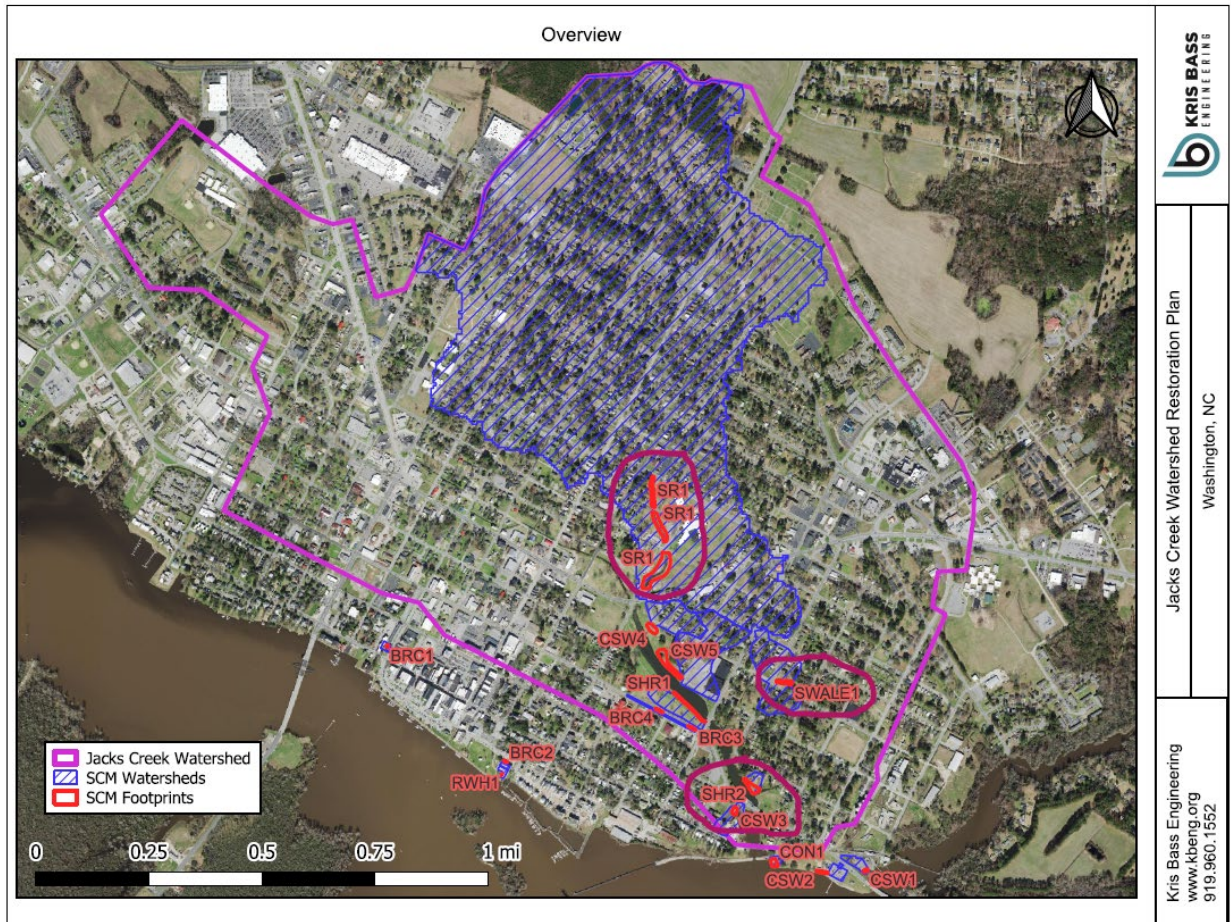 Overview
SR1
SR1
SR1
CSW4
CSW5
SHR1
SWALE1
BRC1
BRC4
BRC3
BRC2
RWH1
SHR2
CSW3
CON1
CSW2
CSW1
Jacks Creek Watershed
SCM Watersheds
SCM Footprints
0 0.25 0.5 0.75 1 mi
KRIS BASS
ENGINEERING
Jacks Creek Watershed Restoration Plan
Washington, NC
Kris Bass Engineering
www.kbeng.org
919.960.1552